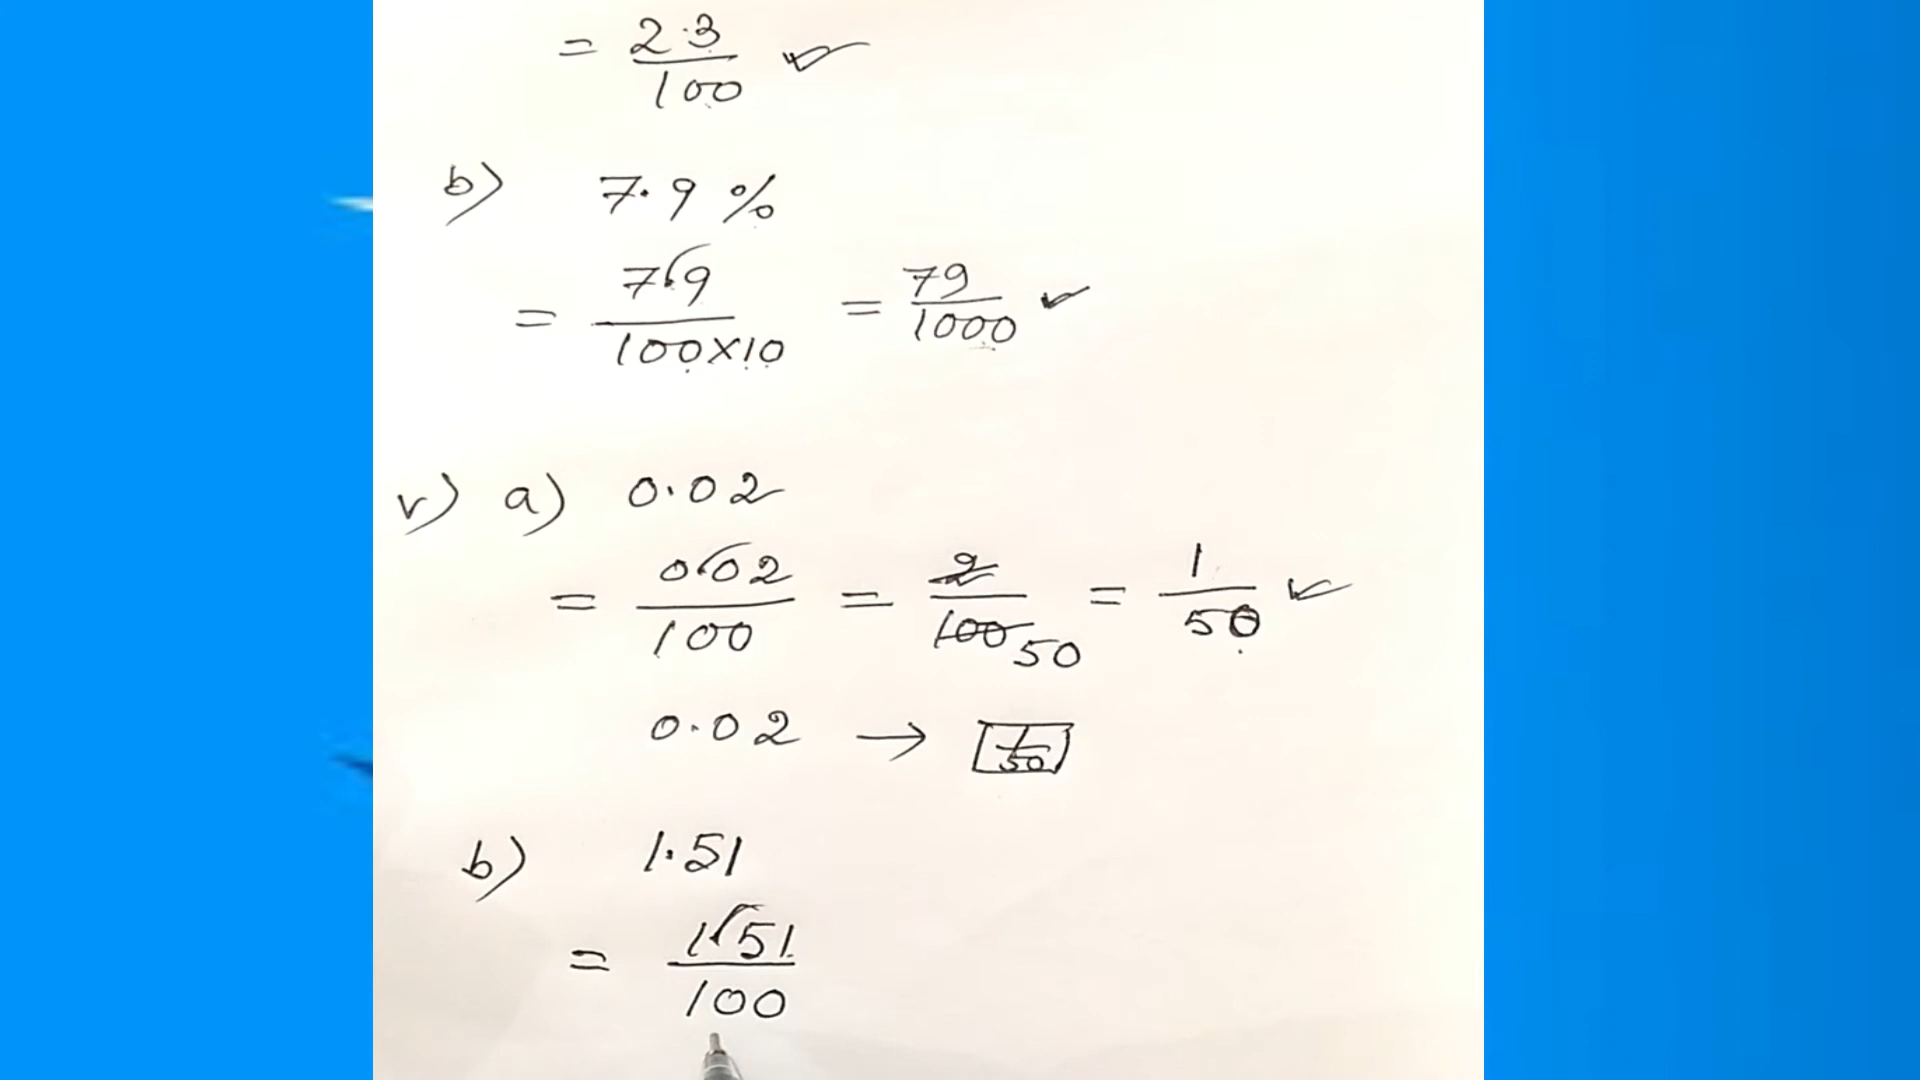 = 2.3/100 ✓
b) 7.9 %
= 7.9/100×10 = 79/1000 ✓
v) a) 0.02
= 0.02/100 = 2/100 50 = 1/50 ✓
0.02 → 1/50
b) 1.51
= 1.51/100